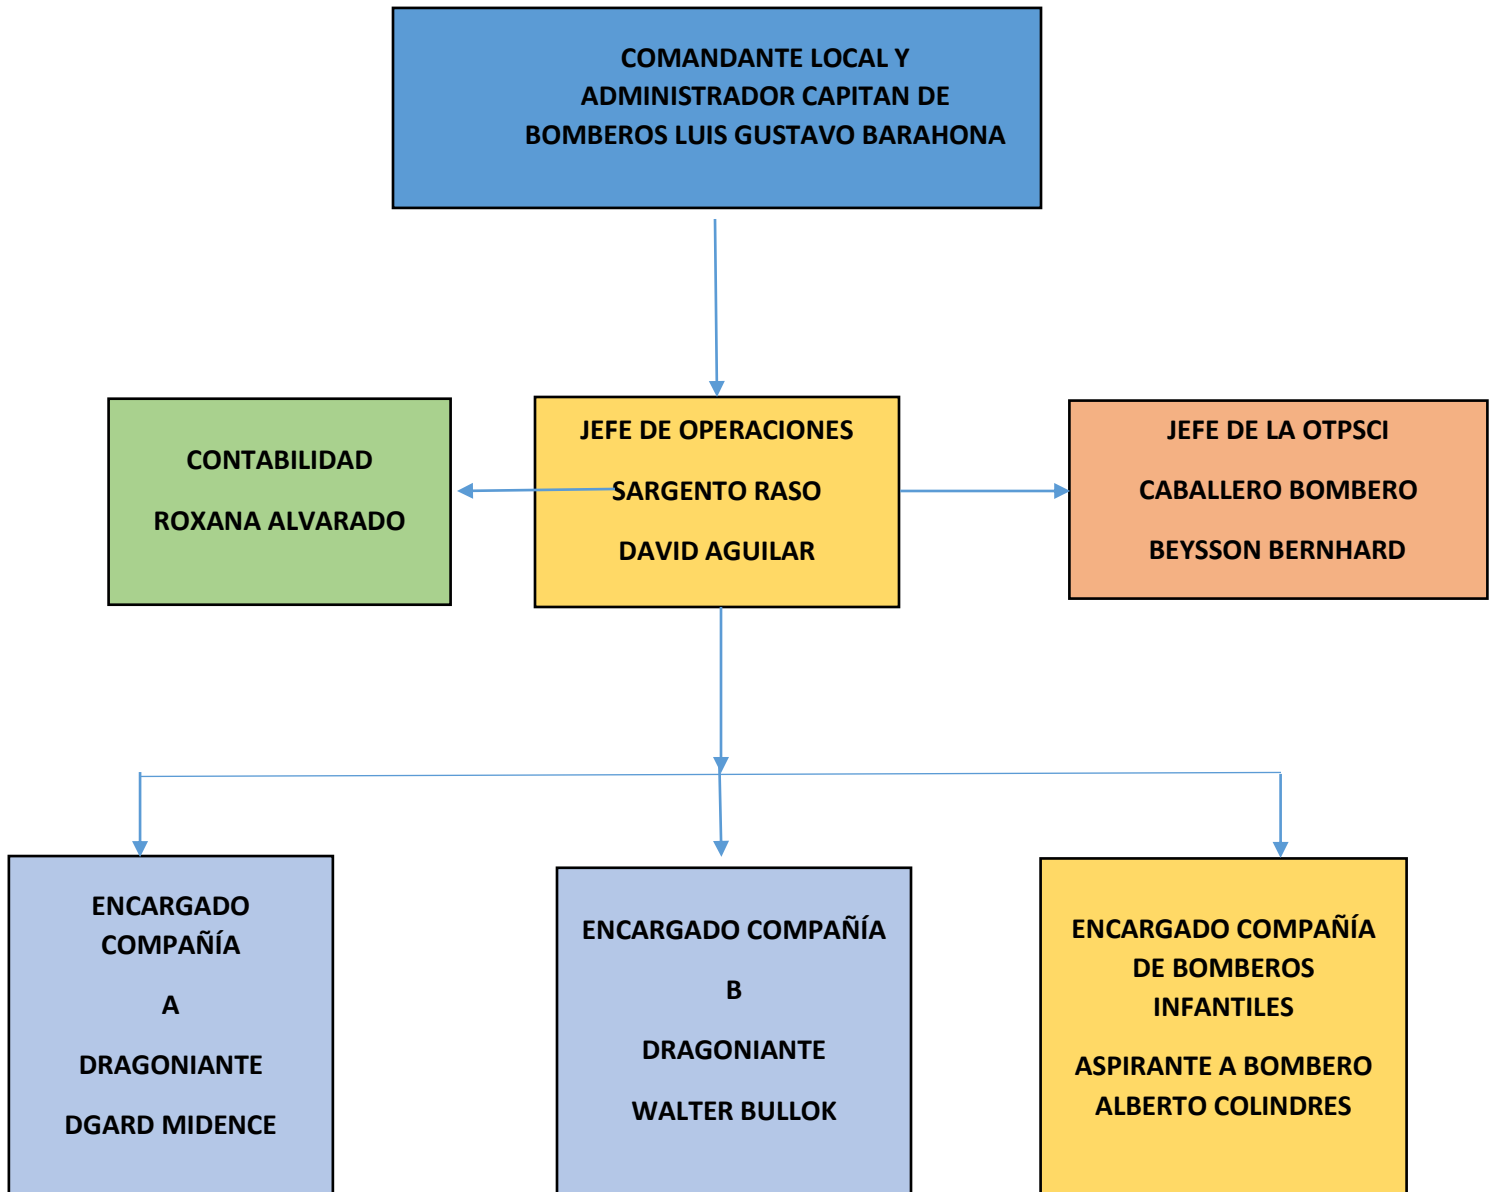 COMANDANTE LOCAL Y
ADMINISTRADOR CAPITAN DE
BOMBEROS LUIS GUSTAVO BARAHONA
CONTABILIDAD
ROXANA ALVARADO
JEFE DE OPERACIONES
SARGENTO RASO
DAVID AGUILAR
JEFE DE LA OTPSCI
CABALLERO BOMBERO
BEYSSON BERNHARD
ENCARGADO
COMPAÑÍA
A
DRAGONIANTE
DGARD MIDENCE
ENCARGADO COMPAÑÍA
B
DRAGONIANTE
WALTER BULLOK
ENCARGADO COMPAÑÍA
DE BOMBEROS
INFANTILES
ASPIRANTE A BOMBERO
ALBERTO COLINDRES